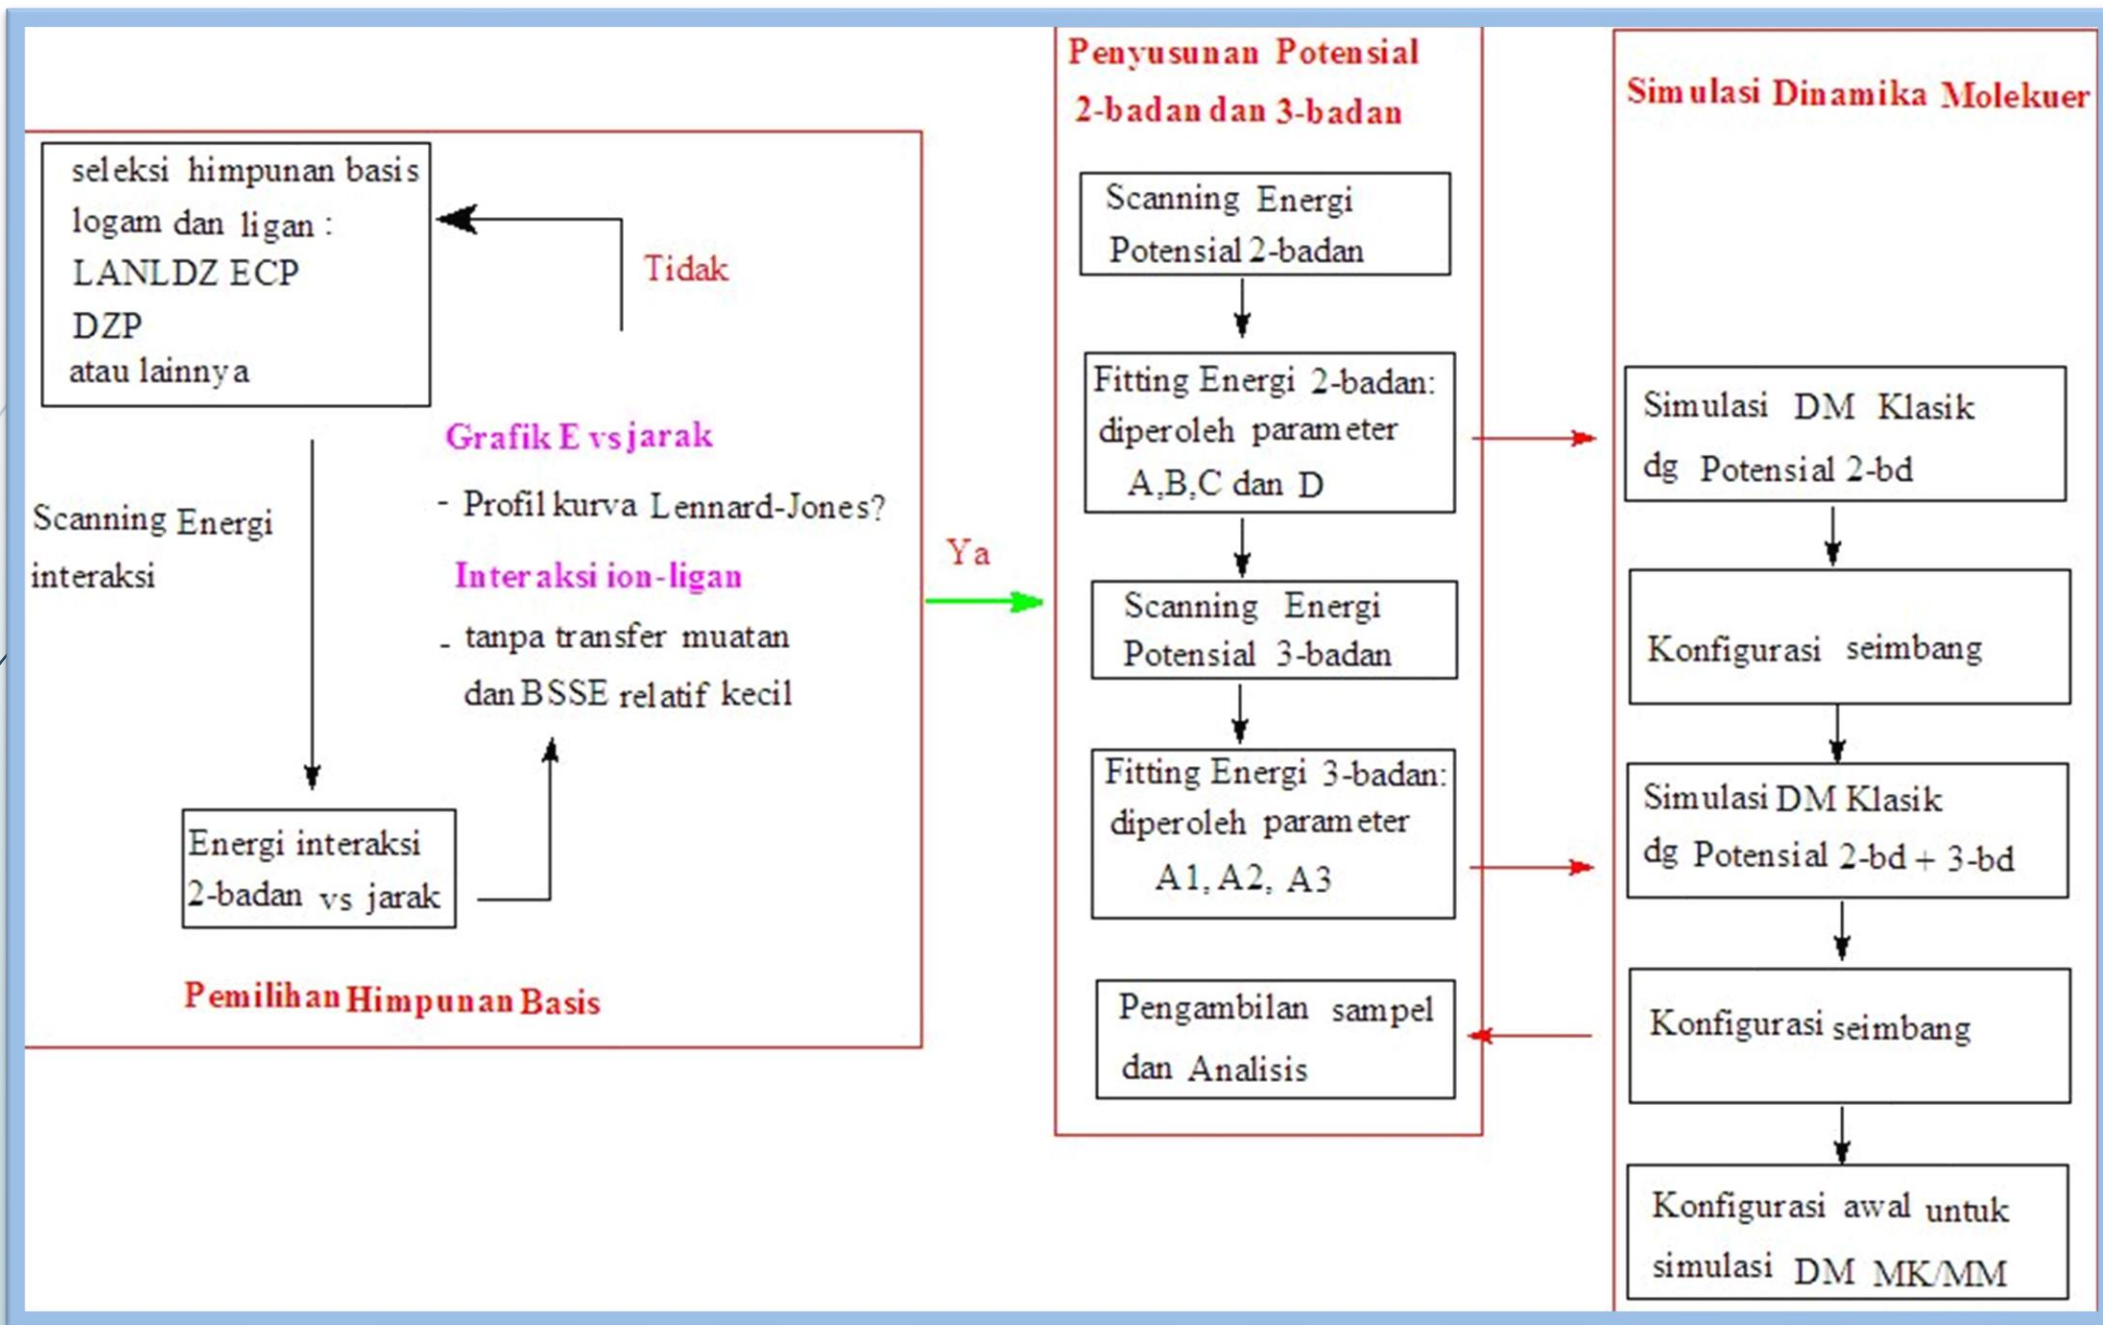 seleksi himpunan basis
logam dan ligan :
LANLDZ ECP
DZP
atau lainnya
Tidak
Scanning Energi
interaksi
Grafik E vs jarak
- Profil kurva Lennard-Jones?
Interaksi ion-ligan
- tanpa transfer muatan
dan BSSE relatif kecil
Energi interaksi
2-badan vs jarak
Pemilihan Himpunan Basis
Ya
Penyusunan Potensial
2-badan dan 3-badan
Scanning Energi
Potensial 2-badan
Fitting Energi 2-badan:
diperoleh parameter
A,B,C dan D
Scanning Energi
Potensial 3-badan
Fitting Energi 3-badan:
diperoleh parameter
A1, A2, A3
Pengambilan sampel
dan Analisis
Simulasi Dinamika Molekuer
Simulasi DM Klasik
dg Potensial 2-bd
Konfigurasi seimbang
Simulasi DM Klasik
dg Potensial 2-bd + 3-bd
Konfigurasi seimbang
Konfigurasi awal untuk
simulasi DM MK/MM